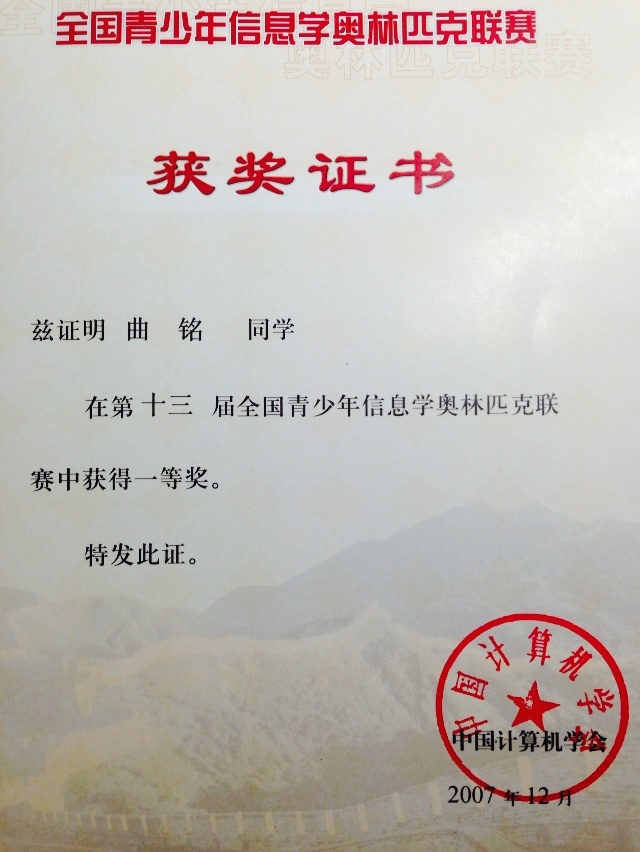 全国青少年信息学奥林匹克联赛
奥林匹克联赛
获奖证书
兹证明 曲 铭 同学
在第十三 届全国青少年信息学奥林匹克联
赛中获得一等奖。
特发此证。
中国计算机学会
中国计算机学会
2007 年 12 月